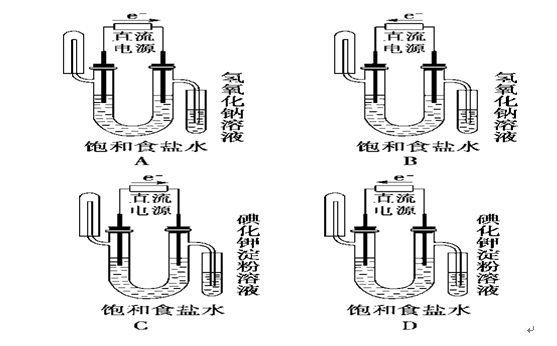 e⁻
直流
电源
氢氧化钠溶液
饱和食盐水
A
e⁻
直流
电源
氢氧化钠溶液
饱和食盐水
B
e⁻
直流
电源
碘化钾淀粉溶液
饱和食盐水
C
e⁻
直流
电源
碘化钾淀粉溶液
饱和食盐水
D